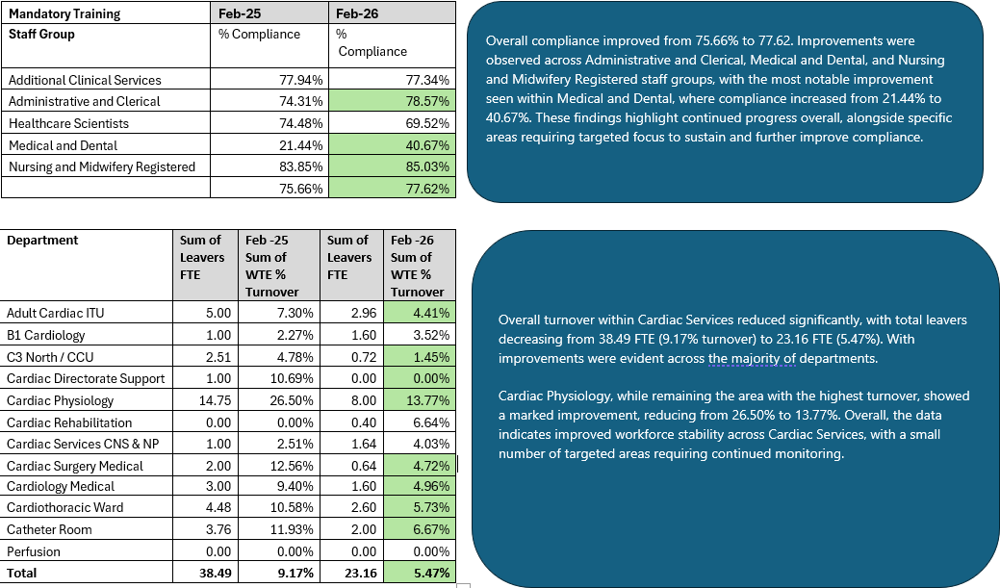 Mandatory Training Feb-25 Feb-26
Staff Group % Compliance %
Compliance
Additional Clinical Services 77.94% 77.34%
Administrative and Clerical 74.31% 78.57%
Healthcare Scientists 74.48% 69.52%
Medical and Dental 21.44% 40.67%
Nursing and Midwifery Registered 83.85% 85.03%
75.66% 77.62%
Overall compliance improved from 75.66% to 77.62. Improvements were
observed across Administrative and Clerical, Medical and Dental, and Nursing
and Midwifery Registered staff groups, with the most notable improvement
seen within Medical and Dental, where compliance increased from 21.44% to
40.67%. These findings highlight continued progress overall, alongside specific
areas requiring targeted focus to sustain and further improve compliance.
Department Sum of Feb -25 Sum of Feb -26
Leavers Sum of Leavers Sum of
FTE WTE % FTE WTE %
Turnover Turnover
Adult Cardiac ITU 5.00 7.30% 2.96 4.41%
B1 Cardiology 1.00 2.27% 1.60 3.52%
C3 North / CCU 2.51 4.78% 0.72 1.45%
Cardiac Directorate Support 1.00 10.69% 0.00 0.00%
Cardiac Physiology 14.75 26.50% 8.00 13.77%
Cardiac Rehabilitation 0.00 0.00% 0.40 6.64%
Cardiac Services CNS & NP 1.00 2.51% 1.64 4.03%
Cardiac Surgery Medical 2.00 12.56% 0.64 4.72%
Cardiology Medical 3.00 9.40% 1.60 4.96%
Cardiothoracic Ward 4.48 10.58% 2.60 5.73%
Catheter Room 3.76 11.93% 2.00 6.67%
Perfusion 0.00 0.00% 0.00 0.00%
Total 38.49 9.17% 23.16 5.47%
Overall turnover within Cardiac Services reduced significantly, with total leavers
decreasing from 38.49 FTE (9.17% turnover) to 23.16 FTE (5.47%). With
improvements were evident across the majority of departments.
Cardiac Physiology, while remaining the area with the highest turnover, showed
a marked improvement, reducing from 26.50% to 13.77%. Overall, the data
indicates improved workforce stability across Cardiac Services, with a small
number of targeted areas requiring continued monitoring.